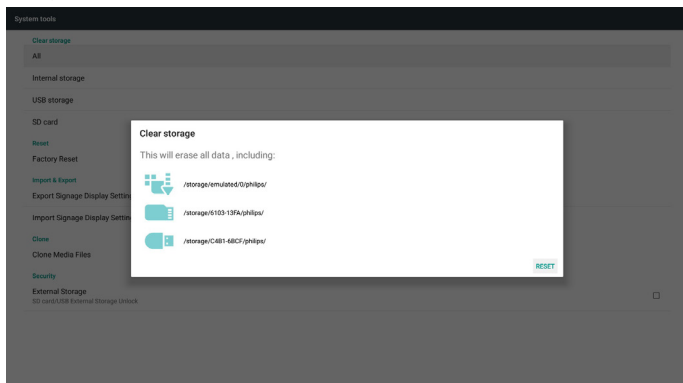 System tools
Clear storage
All
Internal storage
USB storage
SD card
Reset
Factory Reset
Import & Export
Export Signage Display Setting
Import Signage Display Settin
Clone
Clone Media Files
Security
External Storage
SD card/USB External Storage Unlock
Clear storage
This will erase all data , including:
/storage/emulated/0/philips/
/storage/6103-13FA/philips/
/storage/C4B1-6BCF/philips/
RESET